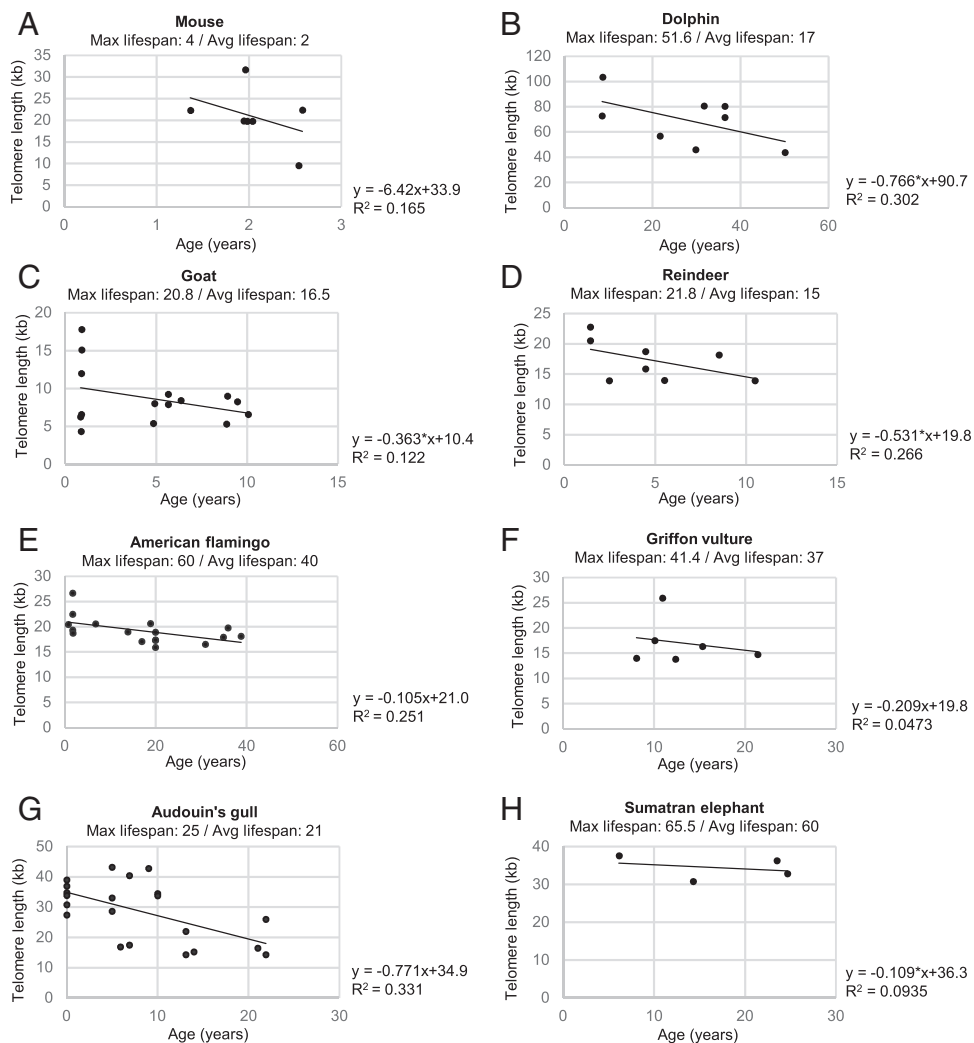 A
Mouse
Max lifespan: 4 / Avg lifespan: 2
Telomere length (kb)
35
30
25
20
15
10
5
0
0 1 2 3
Age (years)
y = -6.42x+33.9
R² = 0.165
B
Dolphin
Max lifespan: 51.6 / Avg lifespan: 17
Telomere length (kb)
120
100
80
60
40
20
0
0 20 40 60
Age (years)
y = -0.766*x+90.7
R² = 0.302
C
Goat
Max lifespan: 20.8 / Avg lifespan: 16.5
Telomere length (kb)
20
15
10
5
0
0 5 10 15
Age (years)
y = -0.363*x+10.4
R² = 0.122
D
Reindeer
Max lifespan: 21.8 / Avg lifespan: 15
Telomere length (kb)
25
20
15
10
5
0
0 5 10 15
Age (years)
y = -0.531*x+19.8
R² = 0.266
E
American flamingo
Max lifespan: 60 / Avg lifespan: 40
Telomere length (kb)
30
25
20
15
10
5
0
0 20 40 60
Age (years)
y = -0.105x+21.0
R² = 0.251
F
Griffon vulture
Max lifespan: 41.4 / Avg lifespan: 37
Telomere length (kb)
30
25
20
15
10
5
0
0 10 20 30
Age (years)
y = -0.209x+19.8
R² = 0.0473
G
Audouin's gull
Max lifespan: 25 / Avg lifespan: 21
Telomere length (kb)
50
40
30
20
10
0
0 10 20 30
Age (years)
y = -0.771x+34.9
R² = 0.331
H
Sumatran elephant
Max lifespan: 65.5 / Avg lifespan: 60
Telomere length (kb)
40
30
20
10
0
0 10 20 30
Age (years)
y = -0.109*x+36.3
R² = 0.0935